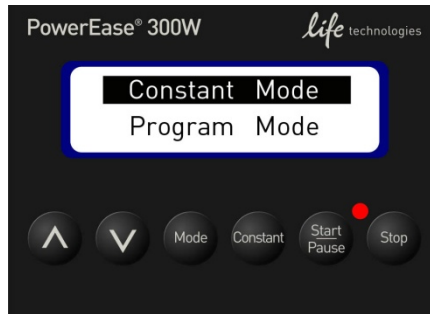 PowerEase® 300W
life technologies
Constant Mode
Program Mode
Mode
Constant
Start
Pause
Stop